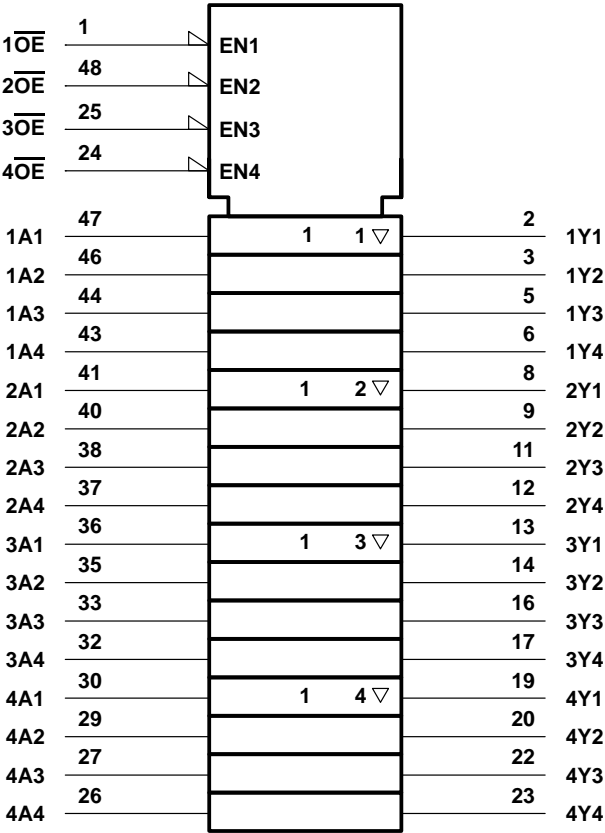 1O̅E̅ 1 EN1
2O̅E̅ 48 EN2
3O̅E̅ 25 EN3
4O̅E̅ 24 EN4
1A1 47 1 1 ▽ 2 1Y1
1A2 46 3 1Y2
1A3 44 5 1Y3
1A4 43 6 1Y4
2A1 41 1 2 ▽ 8 2Y1
2A2 40 9 2Y2
2A3 38 11 2Y3
2A4 37 12 2Y4
3A1 36 1 3 ▽ 13 3Y1
3A2 35 14 3Y2
3A3 33 16 3Y3
3A4 32 17 3Y4
4A1 30 1 4 ▽ 19 4Y1
4A2 29 20 4Y2
4A3 27 22 4Y3
4A4 26 23 4Y4